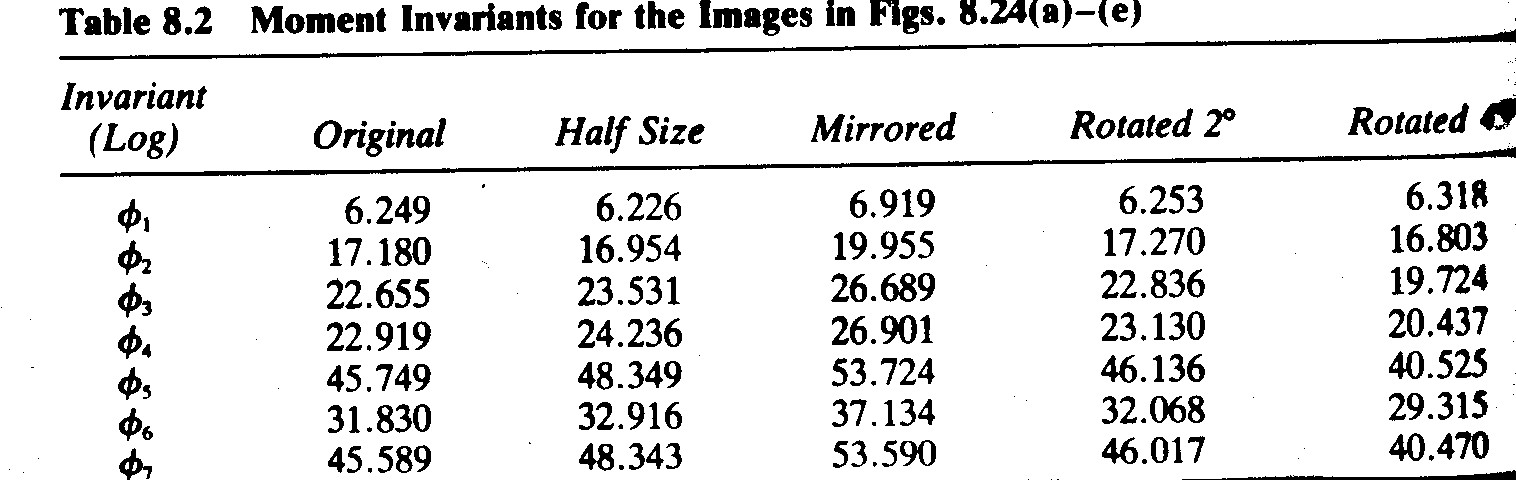 Table 8.2 Moment Invariants for the Images in Figs. 8.24(a)–(e)
Invariant
(Log) Original Half Size Mirrored Rotated 2° Rotated
ϕ₁ 6.249 6.226 6.919 6.253 6.318
ϕ₂ 17.180 16.954 19.955 17.270 16.803
ϕ₃ 22.655 23.531 26.689 22.836 19.724
ϕ₄ 22.919 24.236 26.901 23.130 20.437
ϕ₅ 45.749 48.349 53.724 46.136 40.525
ϕ₆ 31.830 32.916 37.134 32.068 29.315
ϕ₇ 45.589 48.343 53.590 46.017 40.470